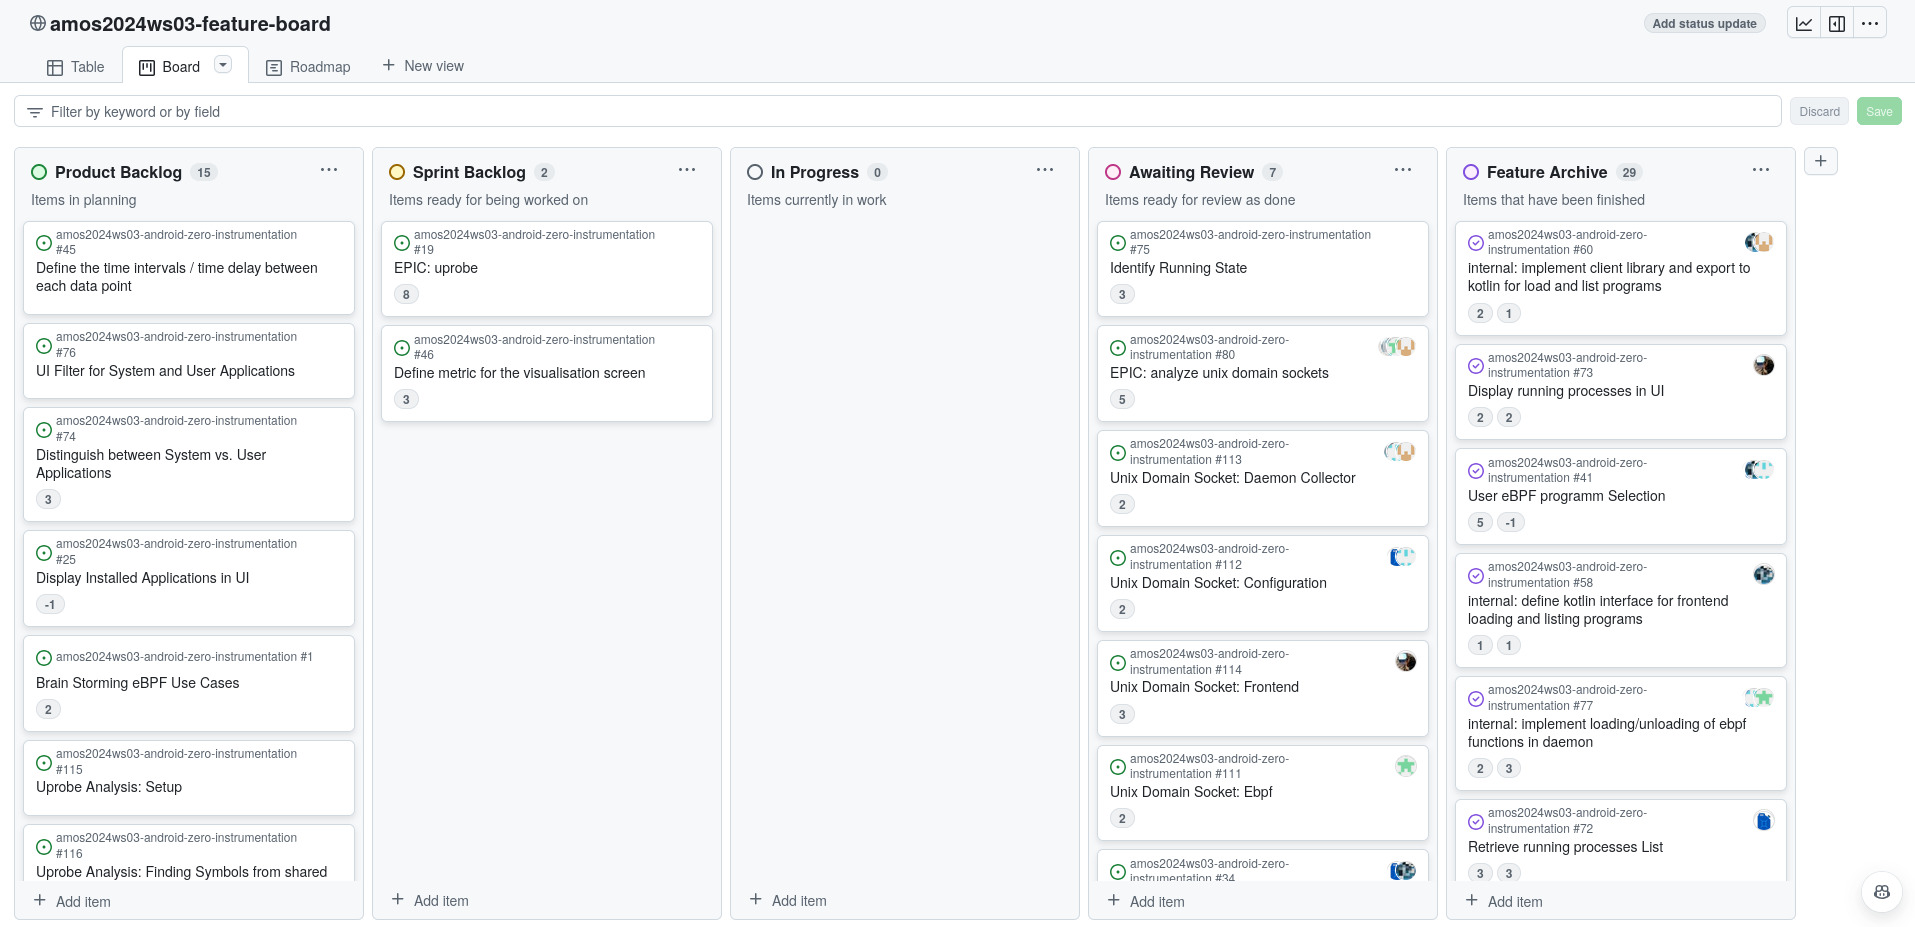 amos2024ws03-feature-board
Add status update
Table
Board
Roadmap
New view
Filter by keyword or by field
Discard
Save
Product Backlog 15
Items in planning
amos2024ws03-android-zero-instrumentation
#45
Define the time intervals / time delay between
each data point
amos2024ws03-android-zero-instrumentation
#76
UI Filter for System and User Applications
amos2024ws03-android-zero-instrumentation
#74
Distinguish between System vs. User
Applications
3
amos2024ws03-android-zero-instrumentation
#25
Display Installed Applications in UI
-1
amos2024ws03-android-zero-instrumentation #1
Brain Storming eBPF Use Cases
2
amos2024ws03-android-zero-instrumentation
#115
Uprobe Analysis: Setup
amos2024ws03-android-zero-instrumentation
#116
Uprobe Analysis: Finding Symbols from shared
Add item
Sprint Backlog 2
Items ready for being worked on
amos2024ws03-android-zero-instrumentation
#19
EPIC: uprobe
8
amos2024ws03-android-zero-instrumentation
#46
Define metric for the visualisation screen
3
Add item
In Progress 0
Items currently in work
Add item
Awaiting Review 7
Items ready for review as done
amos2024ws03-android-zero-instrumentation
#75
Identify Running State
3
amos2024ws03-android-zero-
instrumentation #80
EPIC: analyze unix domain sockets
5
amos2024ws03-android-zero-
instrumentation #113
Unix Domain Socket: Daemon Collector
2
amos2024ws03-android-zero-
instrumentation #112
Unix Domain Socket: Configuration
2
amos2024ws03-android-zero-
instrumentation #114
Unix Domain Socket: Frontend
3
amos2024ws03-android-zero-
instrumentation #111
Unix Domain Socket: Ebpf
2
amos2024ws03-android-zero-
instrumentation #34
Add item
Feature Archive 29
Items that have been finished
amos2024ws03-android-zero-
instrumentation #60
internal: implement client library and export to
kotlin for load and list programs
2 1
amos2024ws03-android-zero-
instrumentation #73
Display running processes in UI
2 2
amos2024ws03-android-zero-
instrumentation #41
User eBPF programm Selection
5 -1
amos2024ws03-android-zero-
instrumentation #58
internal: define kotlin interface for frontend
loading and listing programs
1 1
amos2024ws03-android-zero-
instrumentation #77
internal: implement loading/unloading of ebpf
functions in daemon
2 3
amos2024ws03-android-zero-
instrumentation #72
Retrieve running processes List
3 3
Add item